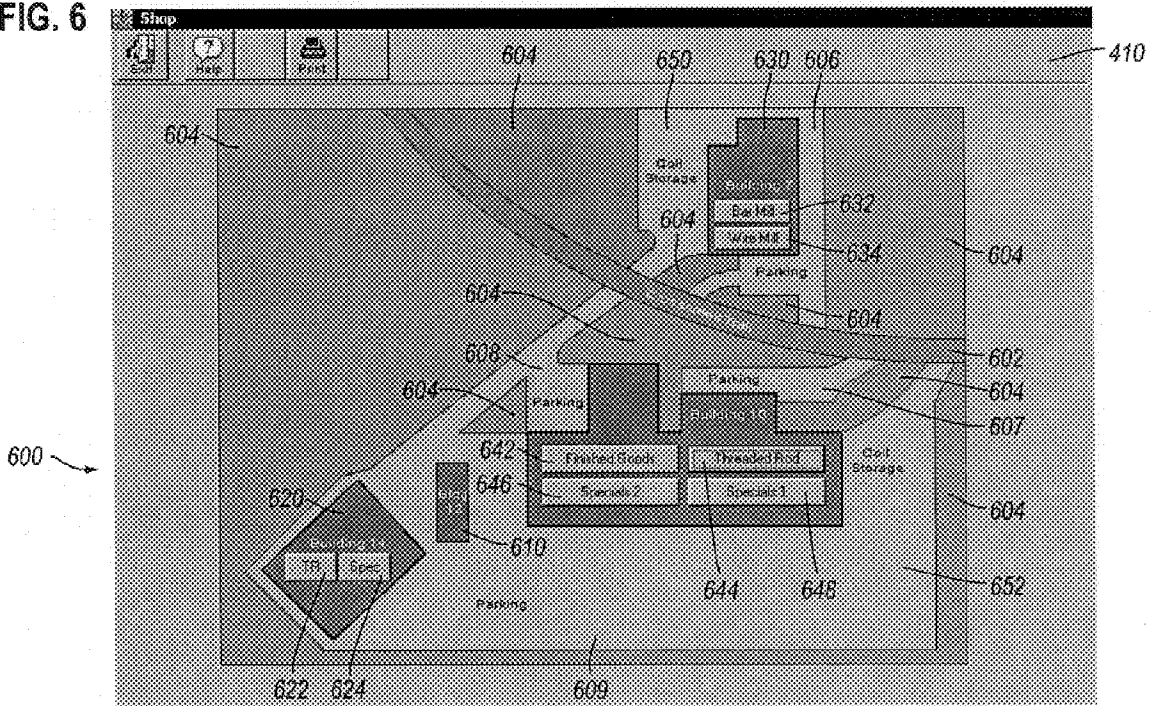 FIG. 6
Shop
Exit
Help
Print
410
604
650
630
606
604
Coil
Storage
Bar Mill
632
604
Wire Mill
634
604
Parking
604
604
608
602
Parking
604
604
Parking
607
642
Finished Goods
Threaded Rod
Coil
Storage
600
646
Specials 2
Specials 1
620
604
610
TR
Spec
644
648
652
Parking
622
624
609